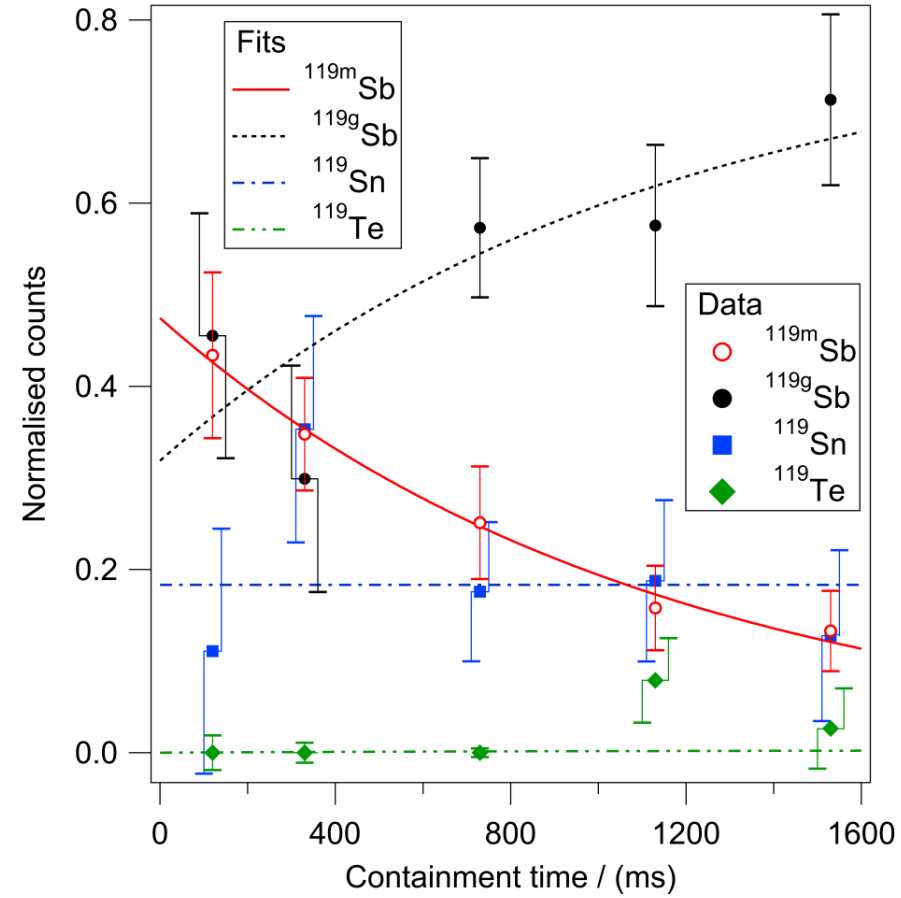 Fits
119mSb
119gSb
119Sn
119Te
Data
119mSb
119gSb
119Sn
119Te
0.8
0.6
0.4
0.2
0.0
Normalised counts
0 400 800 1200 1600
Containment time / (ms)